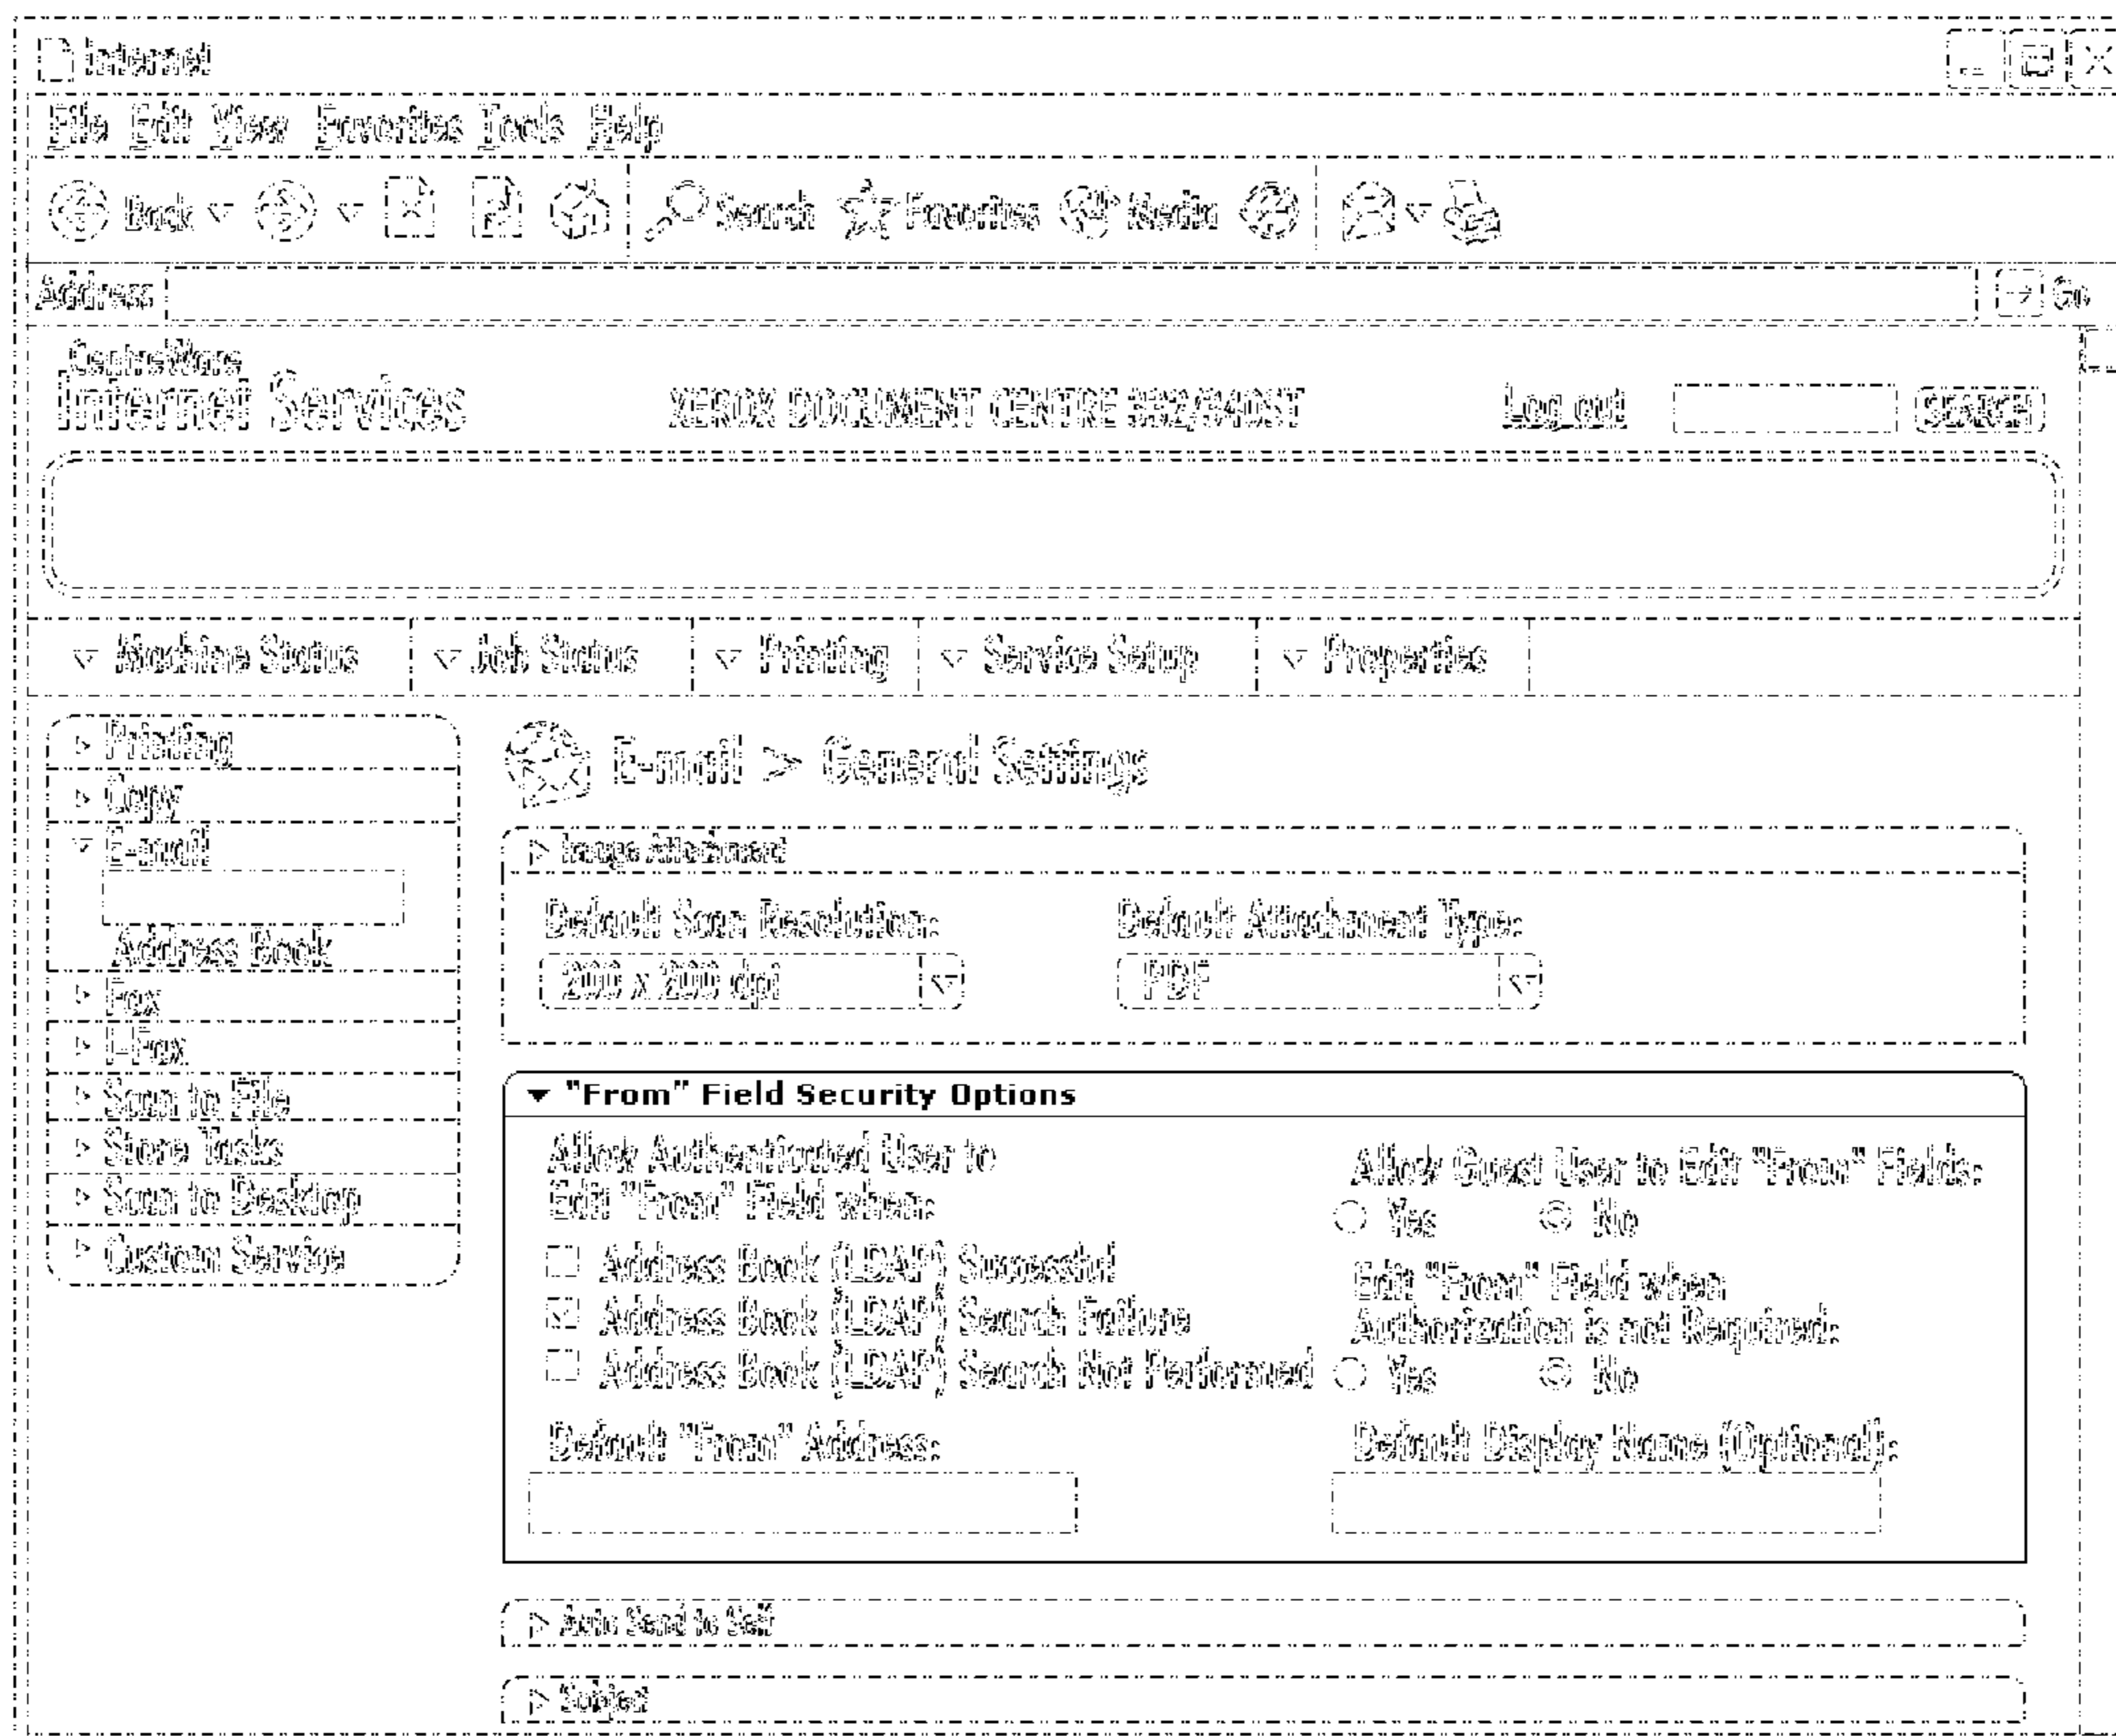 Internet
File Edit View Favorites Tools Help
Back Search Favorites Media
Address Go
CentreWare
Internet Services XEROX DOCUMENT CENTRE 332/340ST Log out SEARCH
Machine Status Job Status Printing Service Setup Properties
Printing
Copy
E-mail
Address Book
Fax
I-Fax
Scan to File
Store Tasks
Scan to Desktop
Custom Service
E-mail > General Settings
Image Attachment
Default Scan Resolution: Default Attachment Type:
200 x 200 dpi PDF
"From" Field Security Options
Allow Authenticated User to
Edit "From" Field when:
Address Book (LDAP) Successful
Address Book (LDAP) Search Failure
Address Book (LDAP) Search Not Performed
Allow Guest User to Edit "From" Fields:
Yes No
Edit "From" Field when
Authorization is not Required:
Yes No
Default "From" Address: Default Display Name (Optional):
Auto Send to Self
Subject